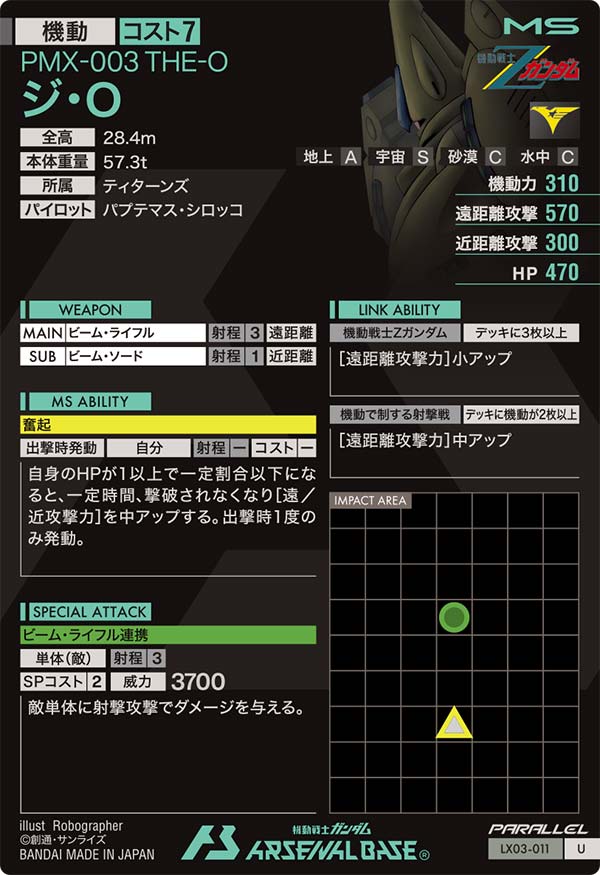 機動 コスト7
MS
PMX-003 THE-O
ジ・O
機動戦士Zガンダム
全高 28.4m
本体重量 57.3t
所属 ティターンズ
パイロット パプテマス・シロッコ
地上 A 宇宙 S 砂漠 C 水中 C
機動力 310
遠距離攻撃 570
近距離攻撃 300
HP 470
WEAPON
MAIN ビーム・ライフル 射程 3 遠距離
SUB ビーム・ソード 射程 1 近距離
MS ABILITY
奮起
出撃時発動 自分 射程 ー コスト ー
自身のHPが1以上で一定割合以下にな
ると、一定時間、撃破されなくなり[遠／
近攻撃力]を中アップする。出撃時1度の
み発動。
SPECIAL ATTACK
ビーム・ライフル連携
単体(敵) 射程 3
SPコスト 2 威力 3700
敵単体に射撃攻撃でダメージを与える。
LINK ABILITY
機動戦士Zガンダム デッキに3枚以上
[遠距離攻撃力]小アップ
機動で制する射撃戦 デッキに機動が2枚以上
[遠距離攻撃力]中アップ
IMPACT AREA
illust Robographer
©創通・サンライズ
BANDAI MADE IN JAPAN
機動戦士ガンダム
AB ARSENAL BASE®
PARALLEL
LX03-011 U